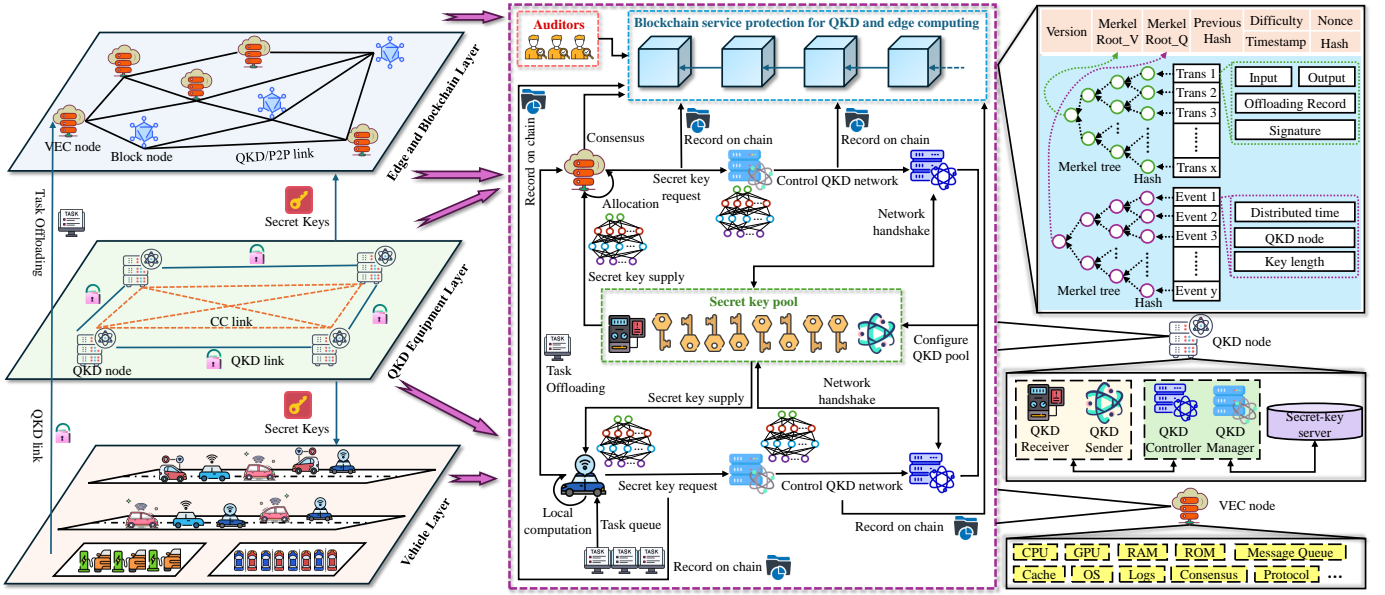 Edge and Blockchain Layer
VEC node
Block node
QKD/P2P link
Task Offloading
TASK
Secret Keys
QKD Equipment Layer
CC link
QKD link
QKD node
Secret Keys
QKD link
Vehicle Layer
Auditors
Blockchain service protection for QKD and edge computing
Record on chain
Consensus
Record on chain
Record on chain
Allocation
Secret key
request
Control QKD network
Network
handshake
Secret key supply
Secret key pool
Configure
QKD pool
TASK
Task
Offloading
Secret key supply
Network
handshake
Secret key request
Control QKD network
Local
computation
Task queue
TASK
TASK
TASK
Record on chain
Record on chain
Version
Merkel
Root_V
Merkel
Root_Q
Previous
Hash
Difficulty
Timestamp
Nonce
Hash
Trans 1
Trans 2
Trans 3
Trans x
Merkel tree
Hash
Input
Output
Offloading Record
Signature
Event 1
Event 2
Event 3
Event y
Merkel tree
Hash
Distributed time
QKD node
Key length
QKD node
QKD
Receiver
QKD
Sender
QKD
Controller
QKD
Manager
Secret-key
server
VEC node
CPU
GPU
RAM
ROM
Message Queue
Cache
OS
Logs
Consensus
Protocol
...